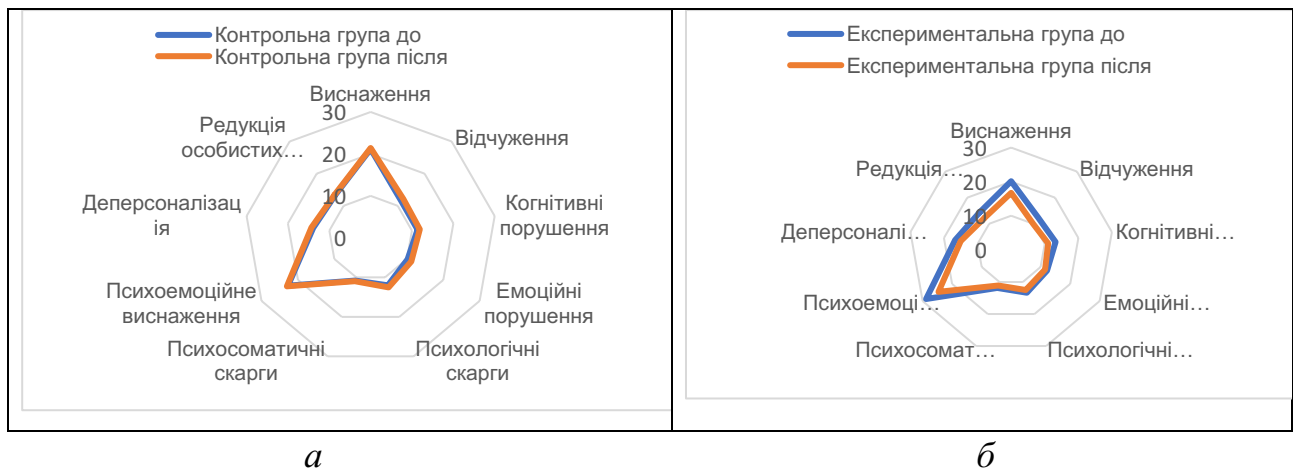 Контрольна група до
Контрольна група після
Виснаження
Відчуження
Когнітивні
порушення
Емоційні
порушення
Психологічні
скарги
Психосоматичні
скарги
Психоемоційне
виснаження
Деперсоналізац
ія
Редукція
особистих…
30
20
10
0
а
Експериментальна група до
Експериментальна група після
Виснаження
Відчуження
Когнітивні…
Емоційні…
Психологічні…
Психосомат…
Психоемоці…
Деперсоналі…
Редукція…
30
20
10
0
б